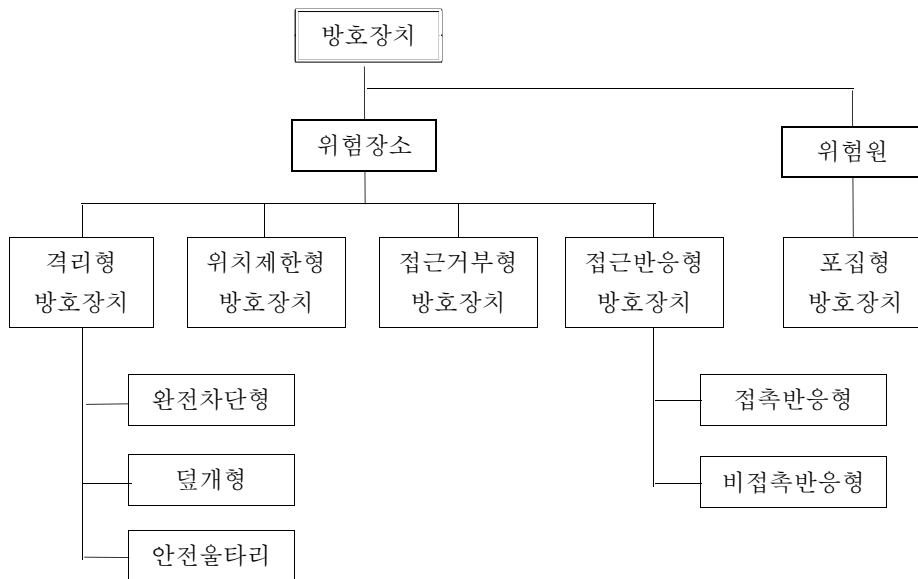 방호장치
위험장소
위험원
격리형
방호장치
위치제한형
방호장치
접근거부형
방호장치
접근반응형
방호장치
포집형
방호장치
완전차단형
덮개형
안전울타리
접촉반응형
비접촉반응형